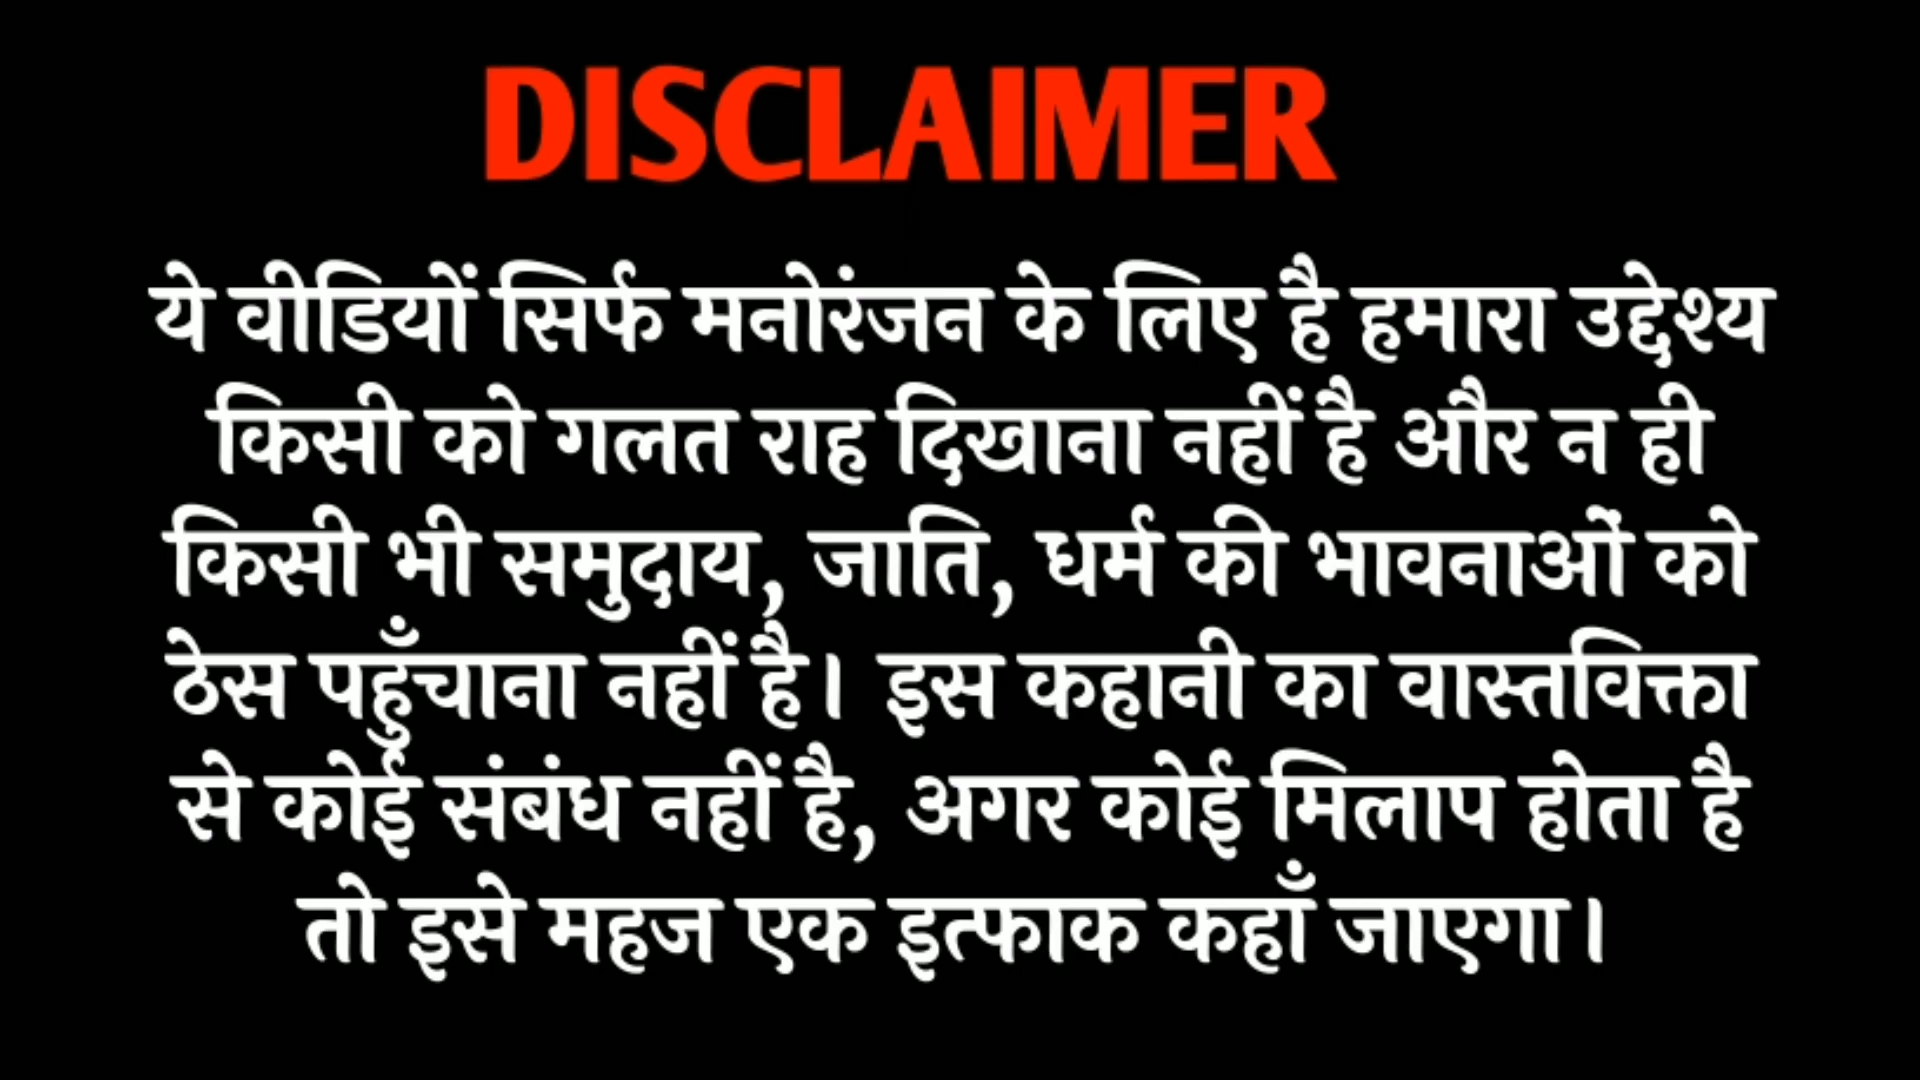 DISCLAIMER
ये वीडियों सिर्फ मनोरंजन के लिए है हमारा उद्देश्य
किसी को गलत राह दिखाना नहीं है और न ही
किसी भी समुदाय, जाति, धर्म की भावनाओं को
ठेस पहुँचाना नहीं है। इस कहानी का वास्तविक्ता
से कोई संबंध नहीं है, अगर कोई मिलाप होता है
तो इसे महज एक इत्फाक कहाँ जाएगा।